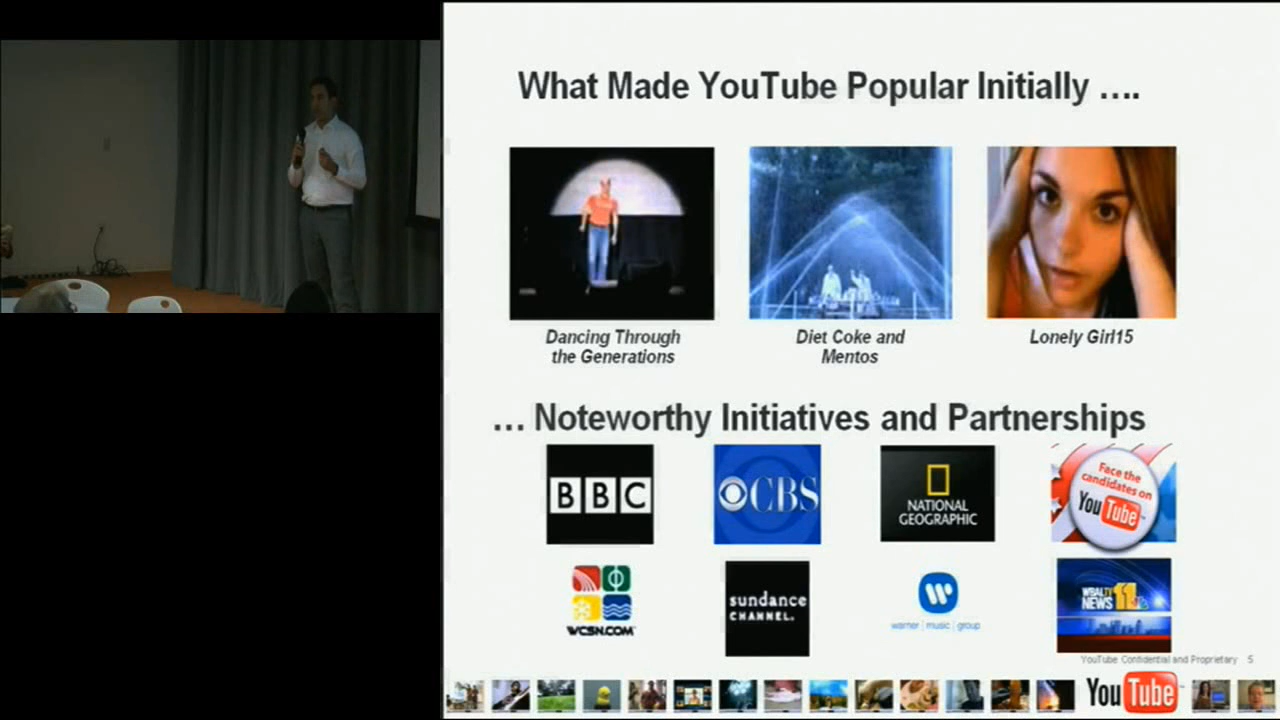 What Made YouTube Popular Initially ....
Dancing Through
the Generations
Diet Coke and
Mentos
Lonely Girl15
... Noteworthy Initiatives and Partnerships
BBC
CBS
NATIONAL
GEOGRAPHIC
Face the
candidates on
YouTube
WCSN.COM
sundance
CHANNEL.
warner | music | group
WBALTV
NEWS 11
YouTube Confidential and Proprietary 5
YouTube